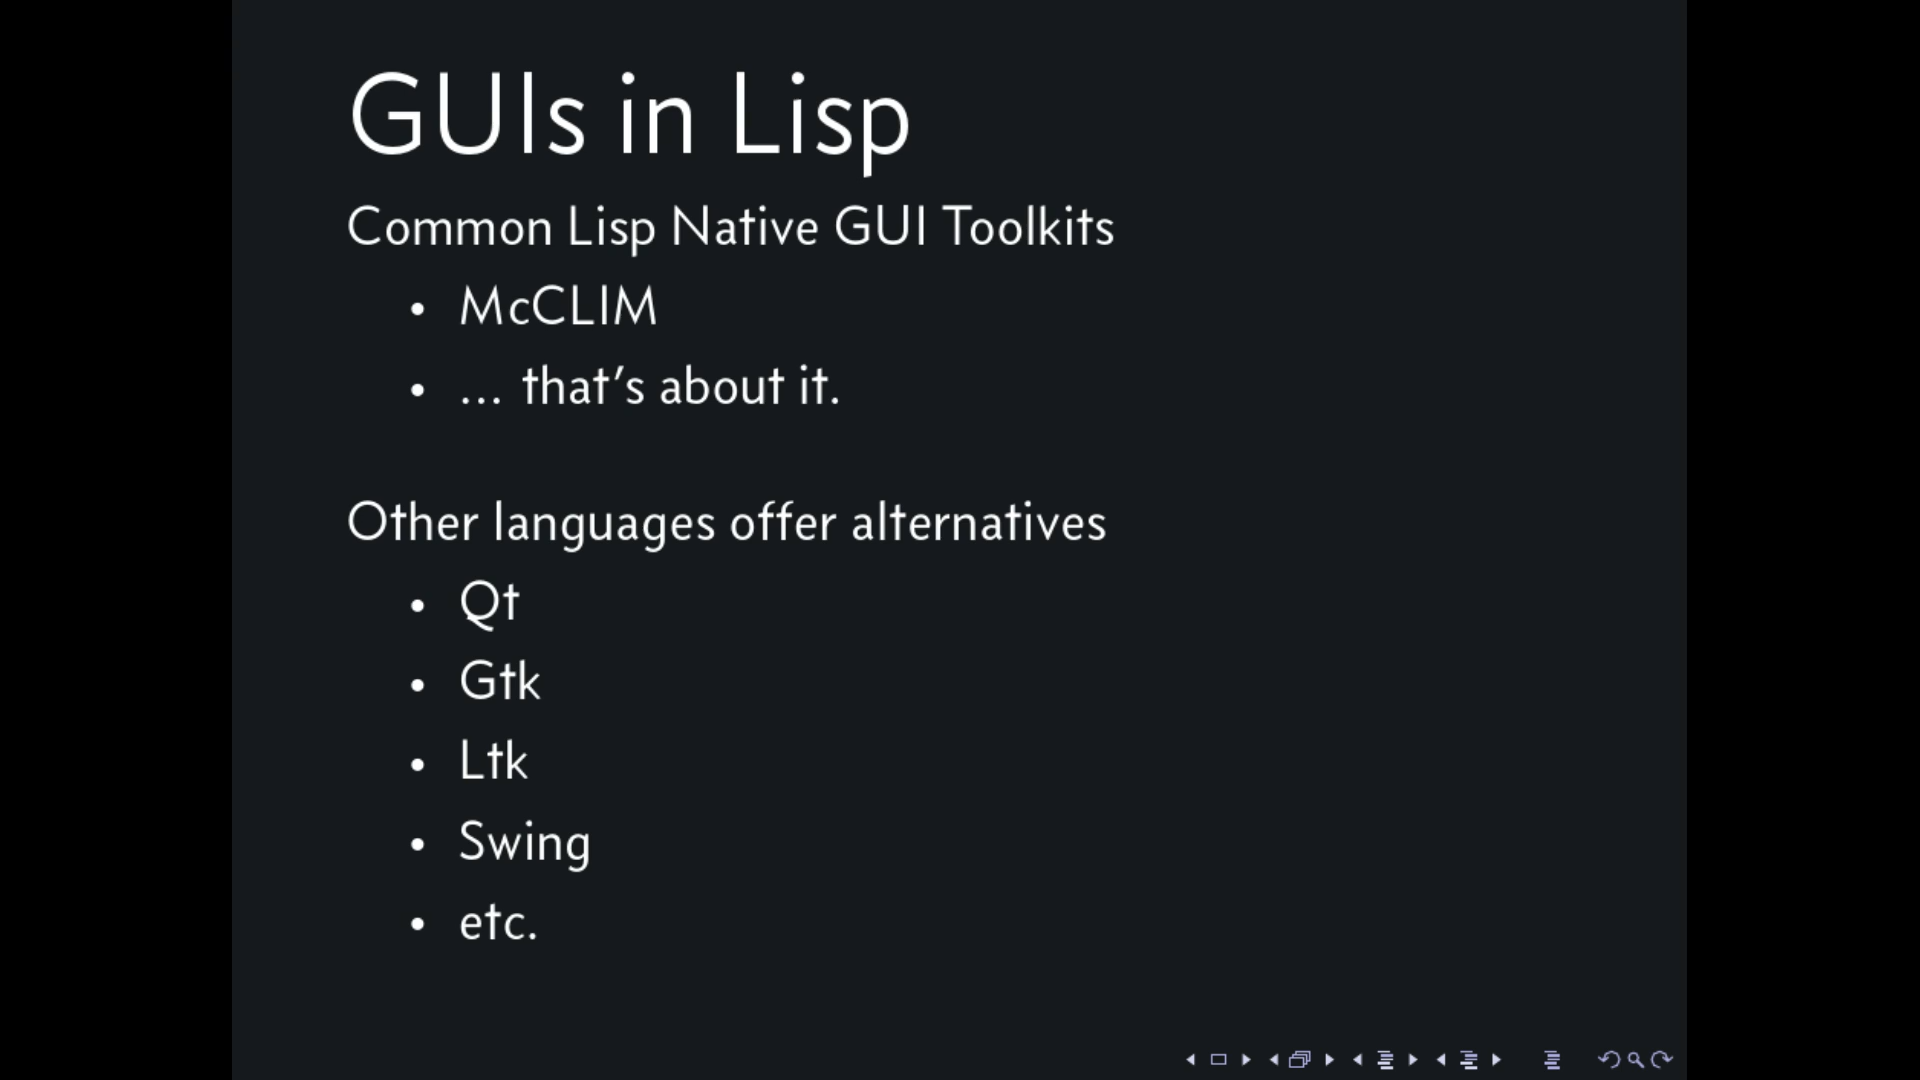 GUIs in Lisp
Common Lisp Native GUI Toolkits
• McCLIM
• ... that's about it.
Other languages offer alternatives
• Qt
• Gtk
• Ltk
• Swing
• etc.